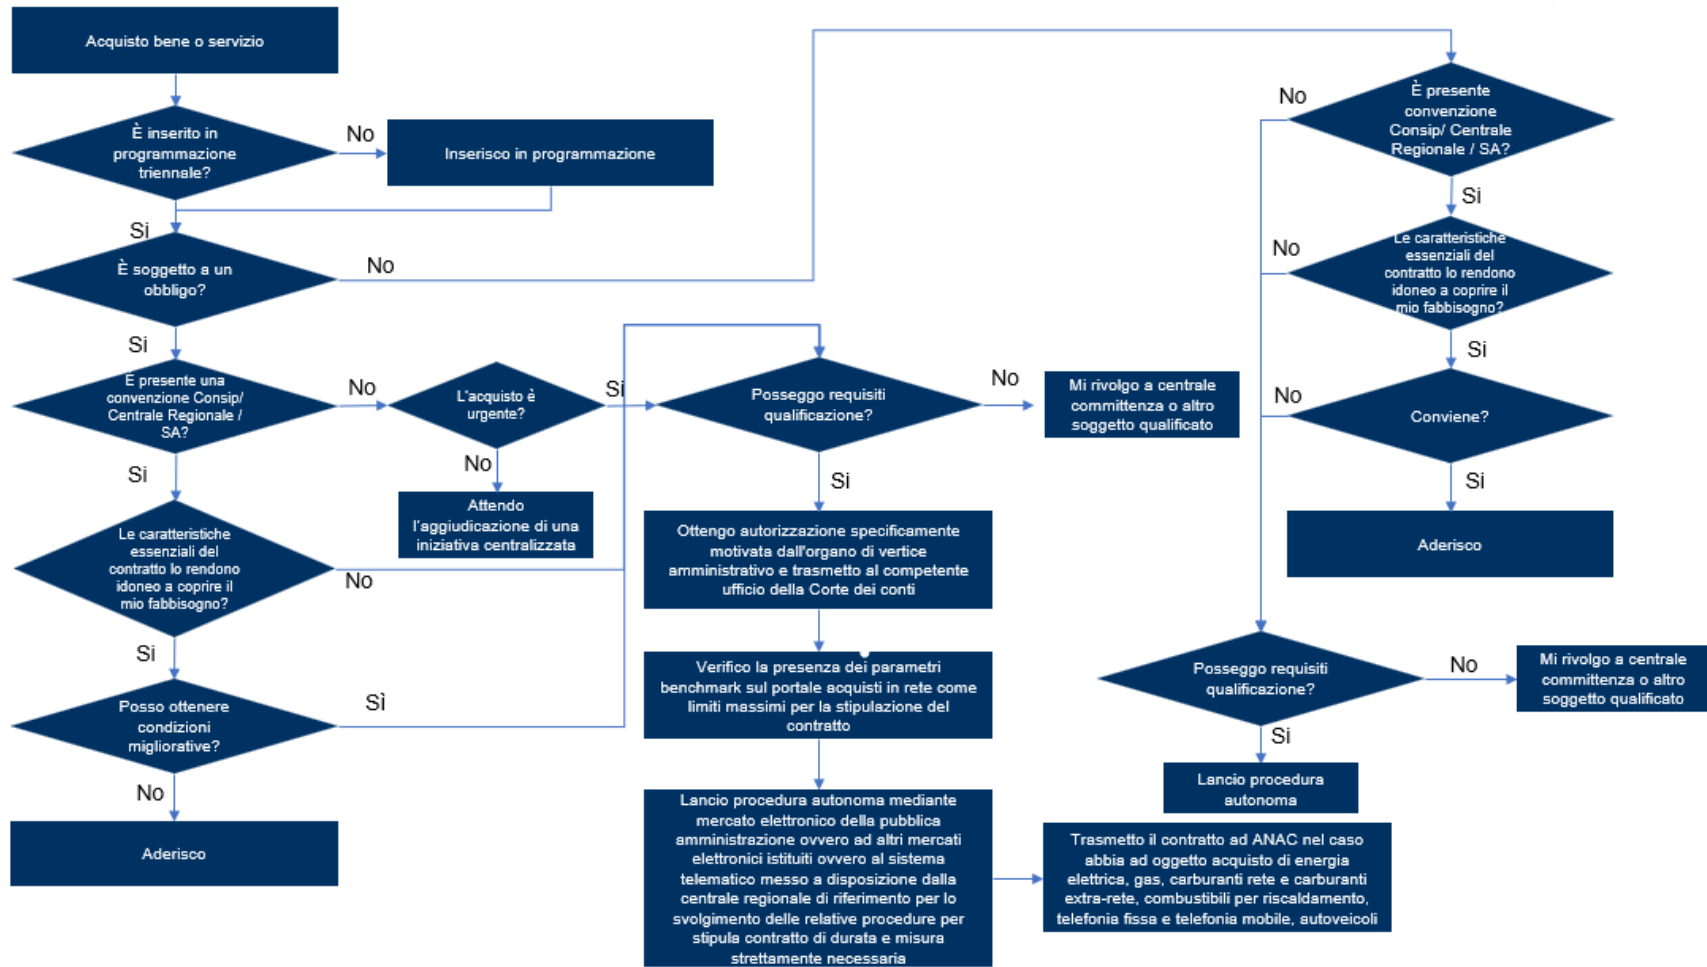 Acquisto bene o servizio
È inserito in
programmazione
triennale?
No
Inserisco in programmazione
Si
È soggetto a un
obbligo?
No
Si
È presente una
convenzione Consip/
Centrale Regionale /
SA?
No
L'acquisto è
urgente?
Si
No
Attendo
l'aggiudicazione di una
iniziativa centralizzata
Si
Le caratteristiche
essenziali del
contratto lo rendono
idoneo a coprire il
mio fabbisogno?
No
Si
Posso ottenere
condizioni
migliorative?
Sì
No
Aderisco
Possego requisiti
qualificazione?
No
Mi rivolgo a centrale
committenza o altro
soggetto qualificato
Si
Ottengo autorizzazione specificamente
motivata dall'organo di vertice
amministrativo e trasmetto al competente
ufficio della Corte dei conti
Verifico la presenza dei parametri
benchmark sul portale acquisti in rete come
limiti massimi per la stipulazione del
contratto
Lancio procedura autonoma mediante
mercato elettronico della pubblica
amministrazione ovvero ad altri mercati
elettronici istituiti ovvero al sistema
telematico messo a disposizione dalla
centrale regionale di riferimento per lo
svolgimento delle relative procedure per
stipula contratto di durata e misura
strettamente necessaria
Trasmetto il contratto ad ANAC nel caso
abbia ad oggetto acquisto di energia
elettrica, gas, carburanti rete e carburanti
extra-rete, combustibili per riscaldamento,
telefonia fissa e telefonia mobile, autoveicoli
È presente
convenzione
Consip/ Centrale
Regionale / SA?
No
Si
Le caratteristiche
essenziali del
contratto lo rendono
idoneo a coprire il
mio fabbisogno?
No
Si
Conviene?
No
Si
Aderisco
Posseggo requisiti
qualificazione?
No
Mi rivolgo a centrale
committenza o altro
soggetto qualificato
Si
Lancio procedura
autonoma